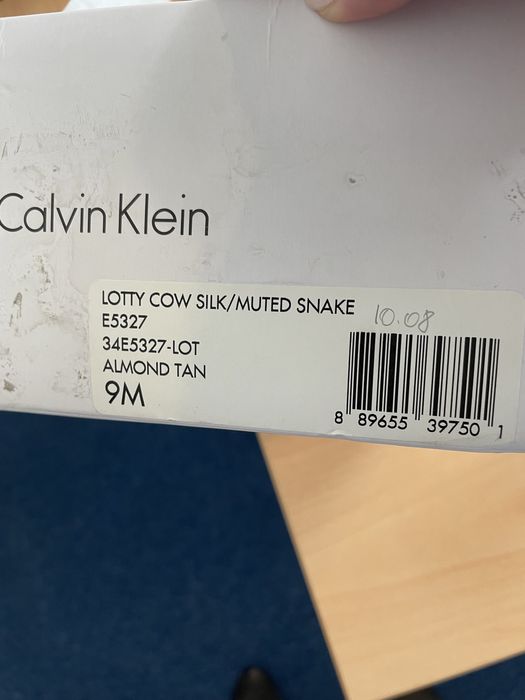 Calvin Klein
LOTTY COW SILK/MUTED SNAKE
10.08
E5327
34E5327-LOT
ALMOND TAN
9M
8 89655 39750 1